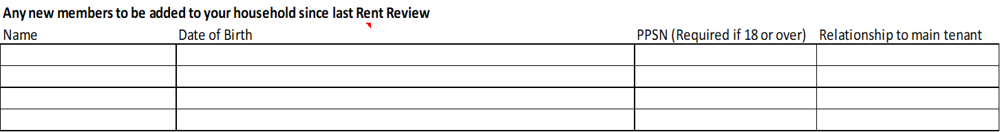 Any new members to be added to your household since last Rent Review
Name Date of Birth PPSN (Required if 18 or over) Relationship to main tenant